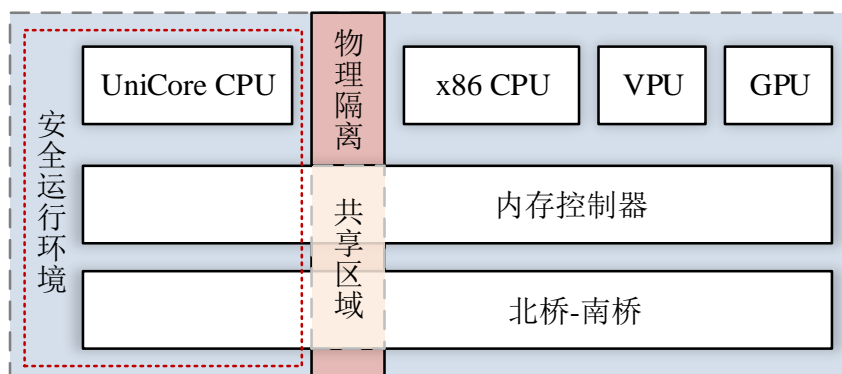 安全运行环境
UniCore CPU
物理隔离
x86 CPU
VPU
GPU
共享区域
内存控制器
北桥-南桥